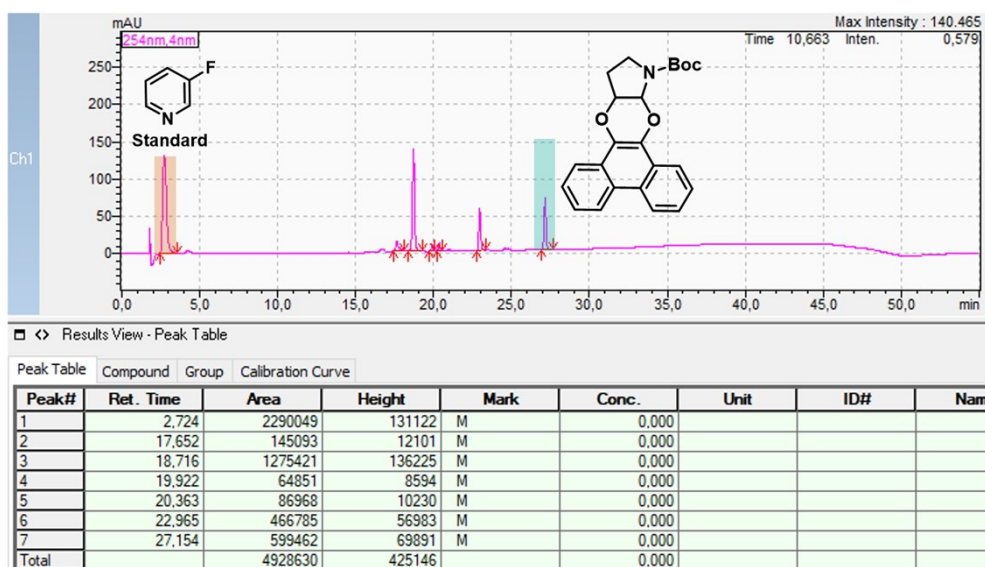 mAU
Max Intensity : 140.465
254nm,4nm
Time 10,663 Inten. 0,579
250
200
150
100
50
0
Ch1
F
N
Standard
N Boc
O O
0,0 5,0 10,0 15,0 20,0 25,0 30,0 35,0 40,0 45,0 50,0 min
Results View - Peak Table
Peak Table Compound Group Calibration Curve
Peak# Ret. Time Area Height Mark Conc. Unit ID# Nam
1 2,724 2290049 131122 M 0,000
2 17,652 145093 12101 M 0,000
3 18,716 1275421 136225 M 0,000
4 19,922 64851 8594 M 0,000
5 20,363 86968 10230 M 0,000
6 22,965 466785 56983 M 0,000
7 27,154 599462 69891 M 0,000
Total 4928630 425146 0,000